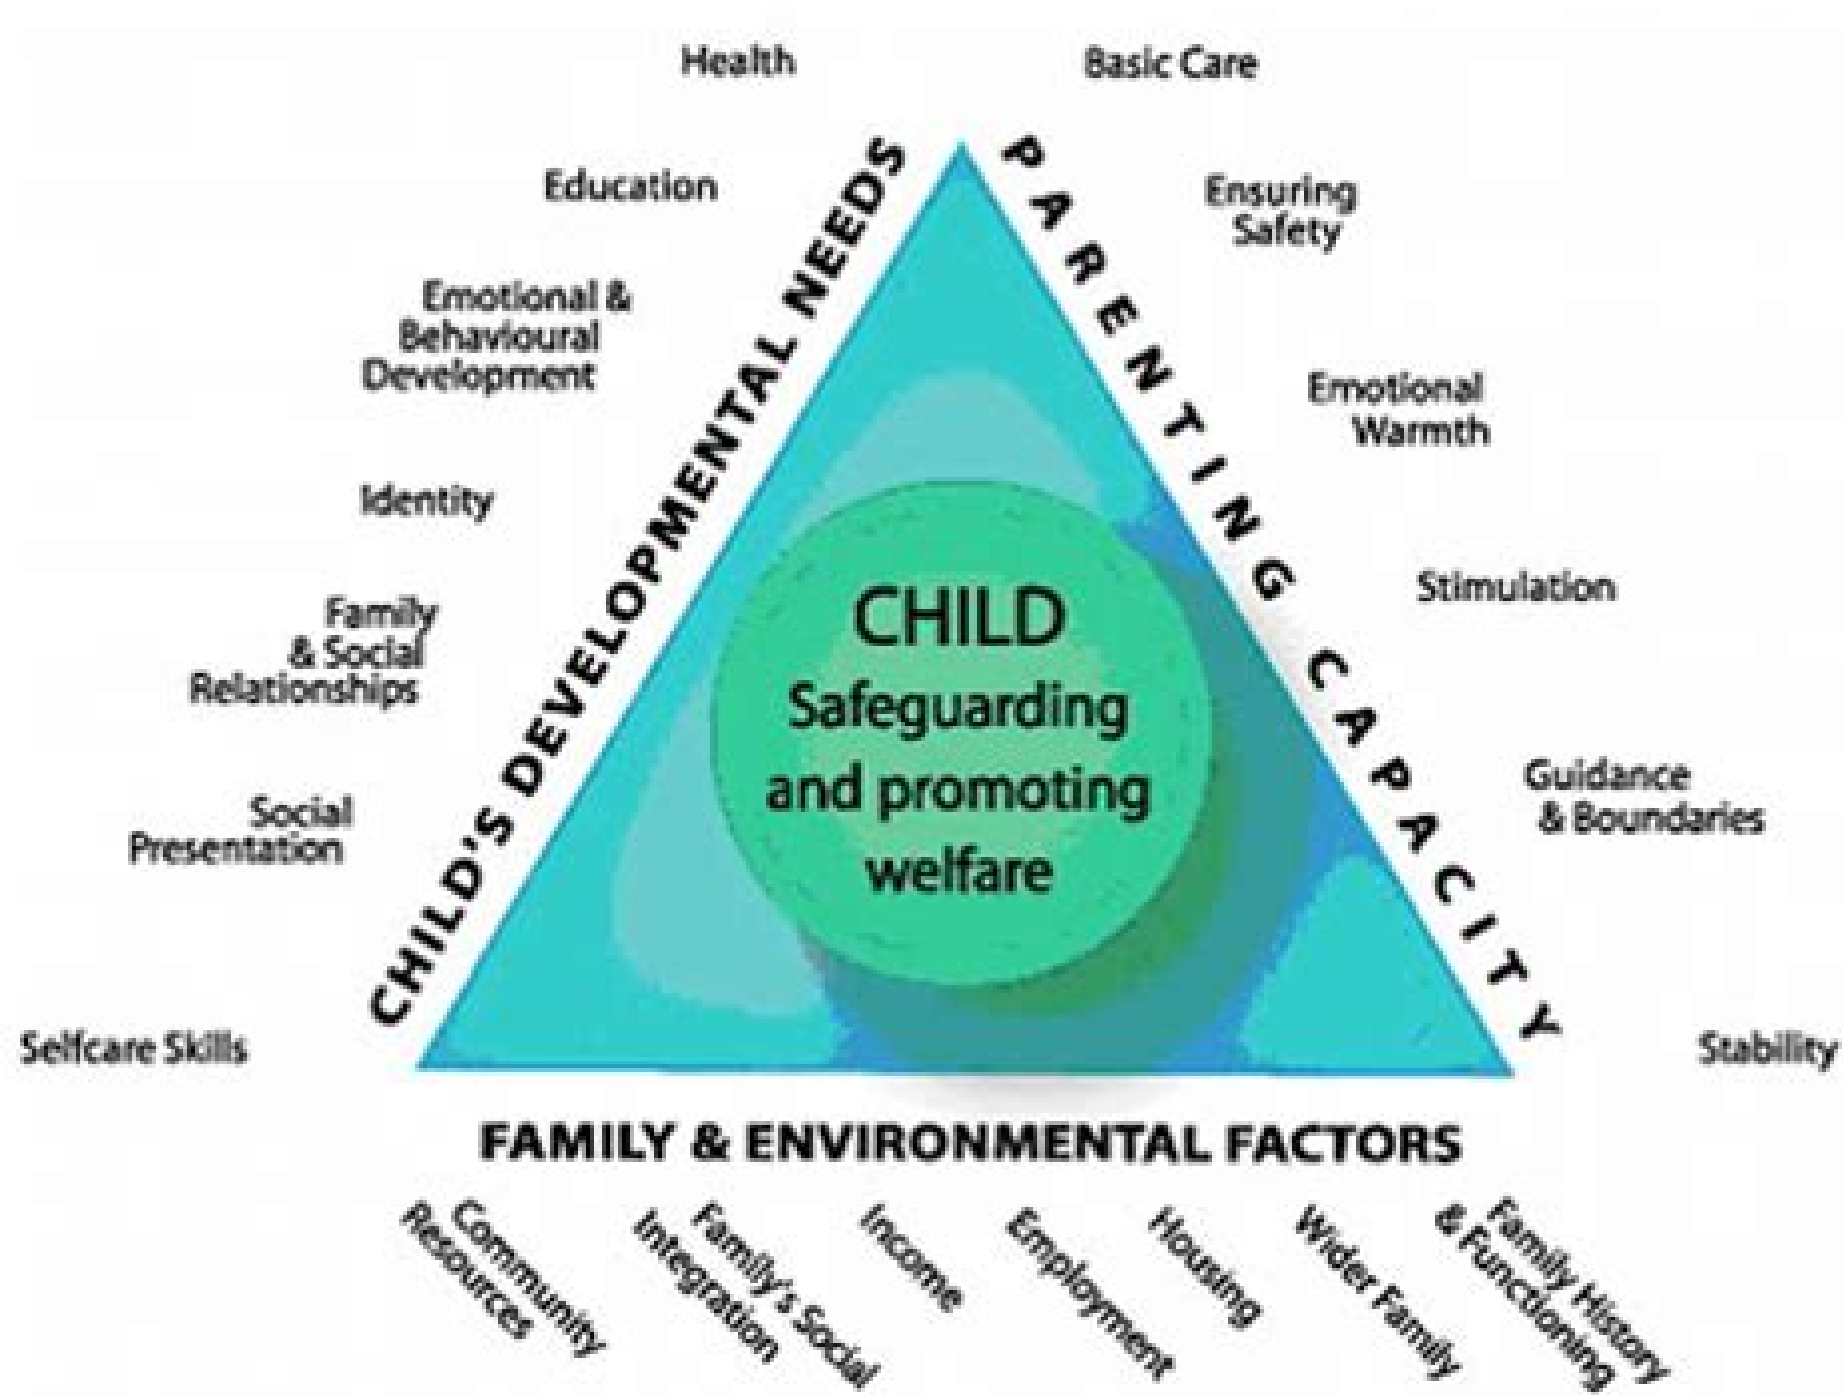 Health
Education
Emotional &
Behavioural
Development
Identity
Family
& Social
Relationships
Social
Presentation
Selfcare Skills
CHILD'S DEVELOPMENTAL NEEDS
Basic Care
Ensuring
Safety
Emotional
Warmth
Stimulation
Guidance
& Boundaries
Stability
PARENTING CAPACITY
CHILD
Safeguarding
and promoting
welfare
FAMILY & ENVIRONMENTAL FACTORS
Community
Resources
Family's Social
Integration
Income
Employment
Housing
Wider Family
Family History
& Functioning